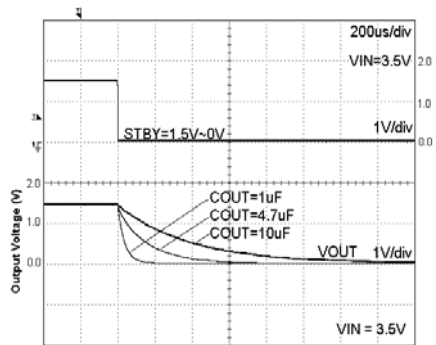 200us/div
VIN=3.5V
2.0
1.0
STBY=1.5V~0V
1V/div
0.0
2.0
COUT=1uF
COUT=4.7uF
1.0
COUT=10uF
VOUT
1V/div
0.0
Output Voltage (V)
VIN = 3.5V